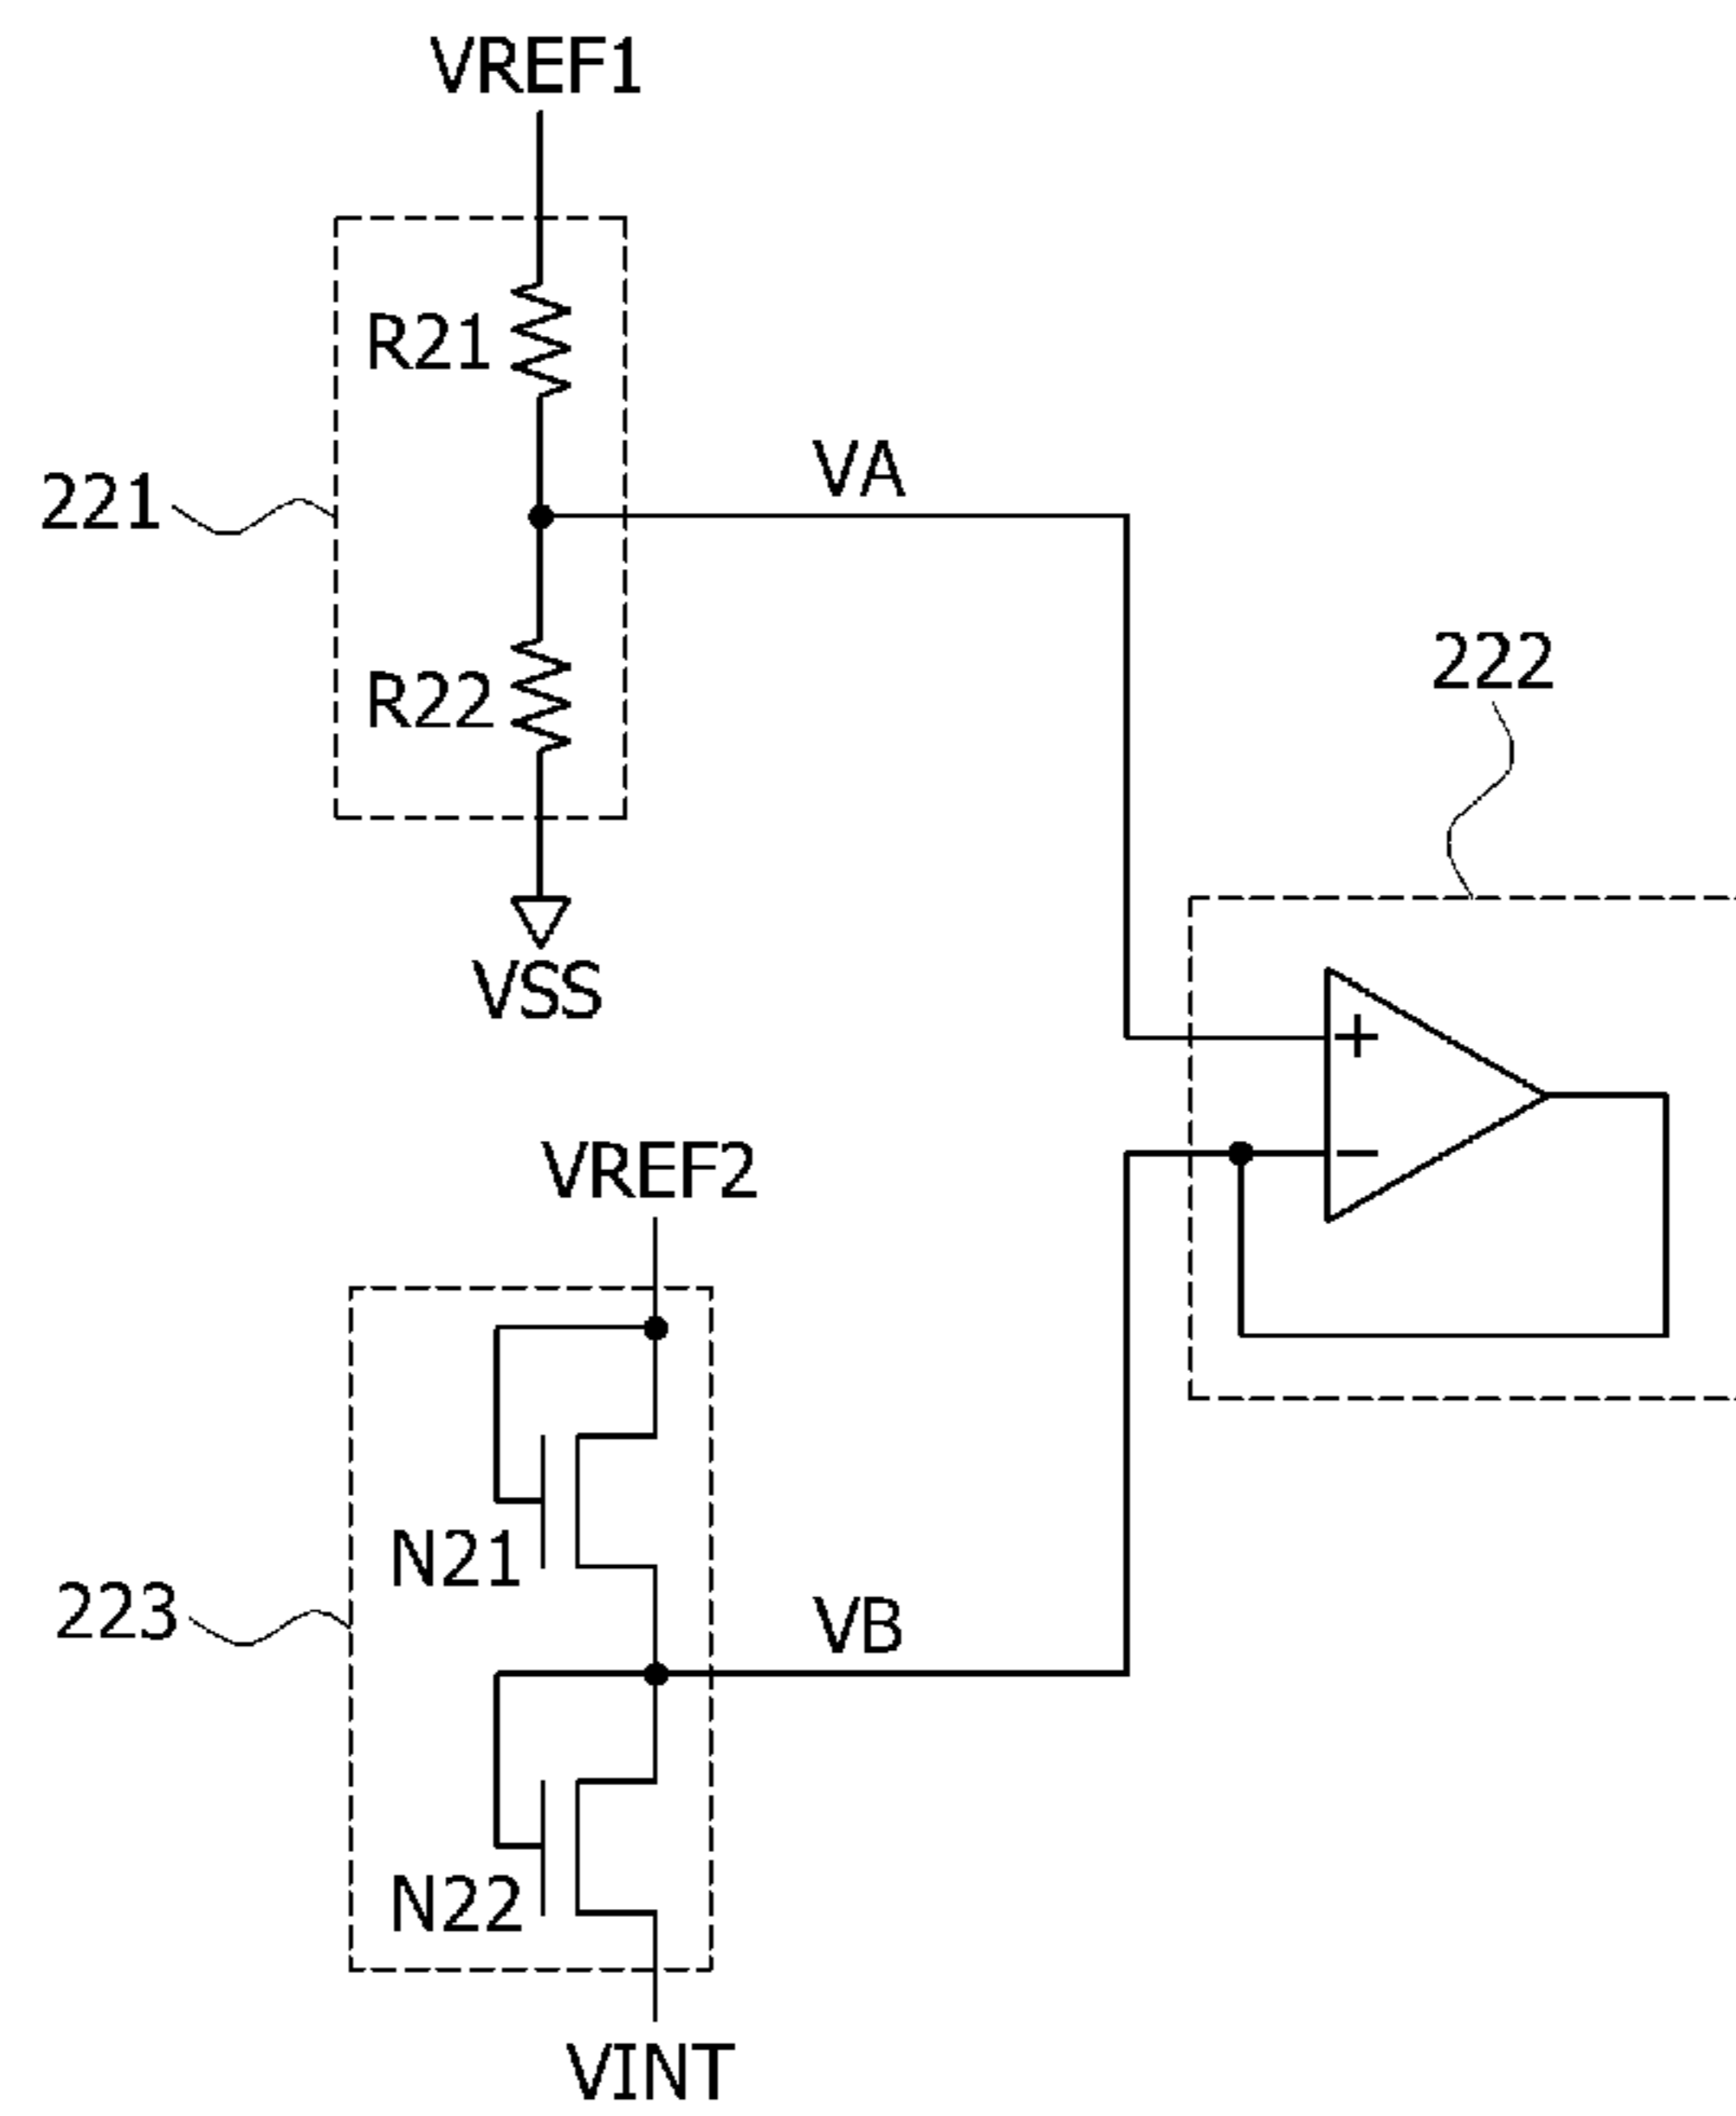 VREF1
R21
VA
221
222
R22
VSS
+
VREF2
−
N21
223
VB
N22
VINT